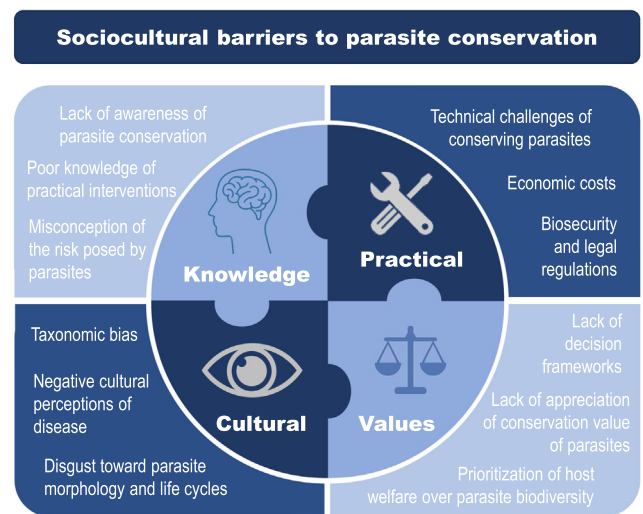 Sociocultural barriers to parasite conservation
Lack of awareness of
parasite conservation
Poor knowledge of
practical interventions
Misconception of
the risk posed by
parasites
Knowledge
Technical challenges of
conserving parasites
Economic costs
Biosecurity
and legal
regulations
Practical
Taxonomic bias
Negative cultural
perceptions of
disease
Disgust toward parasite
morphology and life cycles
Cultural
Lack of
decision
frameworks
Lack of appreciation
of conservation value
of parasites
Prioritization of host
welfare over parasite biodiversity
Values